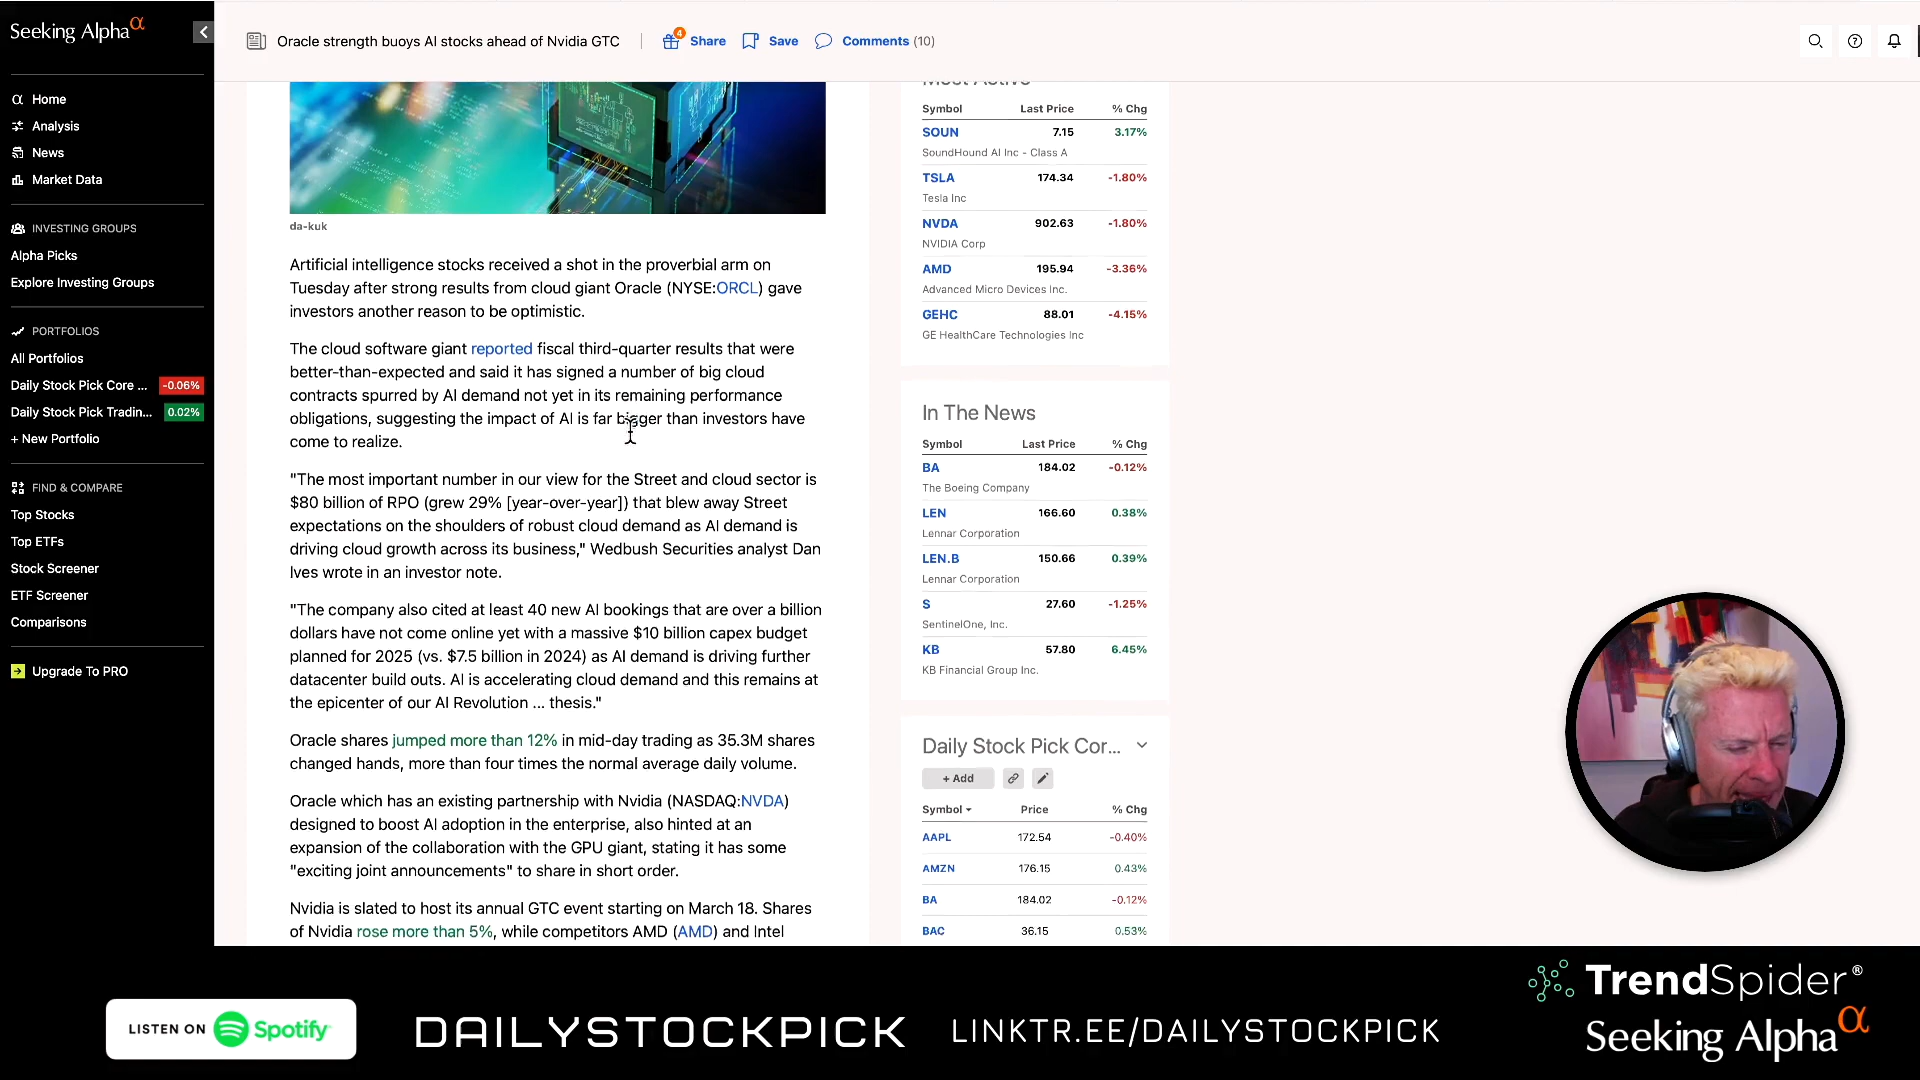 Seeking Alpha α
Oracle strength buoys AI stocks ahead of Nvidia GTC
4
Share
Save
Comments (10)
Home
Analysis
News
Market Data
INVESTING GROUPS
Alpha Picks
Explore Investing Groups
PORTFOLIOS
All Portfolios
Daily Stock Pick Core ... -0.06%
Daily Stock Pick Tradin... 0.02%
+ New Portfolio
FIND & COMPARE
Top Stocks
Top ETFs
Stock Screener
ETF Screener
Comparisons
Upgrade To PRO
da-kuk
Artificial intelligence stocks received a shot in the proverbial arm on
Tuesday after strong results from cloud giant Oracle (NYSE:ORCL) gave
investors another reason to be optimistic.
The cloud software giant reported fiscal third-quarter results that were
better-than-expected and said it has signed a number of big cloud
contracts spurred by AI demand not yet in its remaining performance
obligations, suggesting the impact of AI is far bigger than investors have
come to realize.
"The most important number in our view for the Street and cloud sector is
$80 billion of RPO (grew 29% [year-over-year]) that blew away Street
expectations on the shoulders of robust cloud demand as AI demand is
driving cloud growth across its business," Wedbush Securities analyst Dan
Ives wrote in an investor note.
"The company also cited at least 40 new AI bookings that are over a billion
dollars have not come online yet with a massive $10 billion capex budget
planned for 2025 (vs. $7.5 billion in 2024) as AI demand is driving further
datacenter build outs. AI is accelerating cloud demand and this remains at
the epicenter of our AI Revolution ... thesis."
Oracle shares jumped more than 12% in mid-day trading as 35.3M shares
changed hands, more than four times the normal average daily volume.
Oracle which has an existing partnership with Nvidia (NASDAQ:NVDA)
designed to boost AI adoption in the enterprise, also hinted at an
expansion of the collaboration with the GPU giant, stating it has some
"exciting joint announcements" to share in short order.
Nvidia is slated to host its annual GTC event starting on March 18. Shares
of Nvidia rose more than 5%, while competitors AMD (AMD) and Intel
Most Active
Symbol Last Price % Chg
SOUN 7.15 3.17%
SoundHound AI Inc - Class A
TSLA 174.34 -1.80%
Tesla Inc
NVDA 902.63 -1.80%
NVIDIA Corp
AMD 195.94 -3.36%
Advanced Micro Devices Inc.
GEHC 88.01 -4.15%
GE HealthCare Technologies Inc
In The News
Symbol Last Price % Chg
BA 184.02 -0.12%
The Boeing Company
LEN 166.60 0.38%
Lennar Corporation
LEN.B 150.66 0.39%
Lennar Corporation
S 27.60 -1.25%
SentinelOne, Inc.
KB 57.80 6.45%
KB Financial Group Inc.
Daily Stock Pick Cor...
+ Add
Symbol Price % Chg
AAPL 172.54 -0.40%
AMZN 176.15 0.43%
BA 184.02 -0.12%
BAC 36.15 0.53%
LISTEN ON Spotify
DAILYSTOCKPICK
LINKTR.EE/DAILYSTOCKPICK
TrendSpider®
Seeking Alpha α